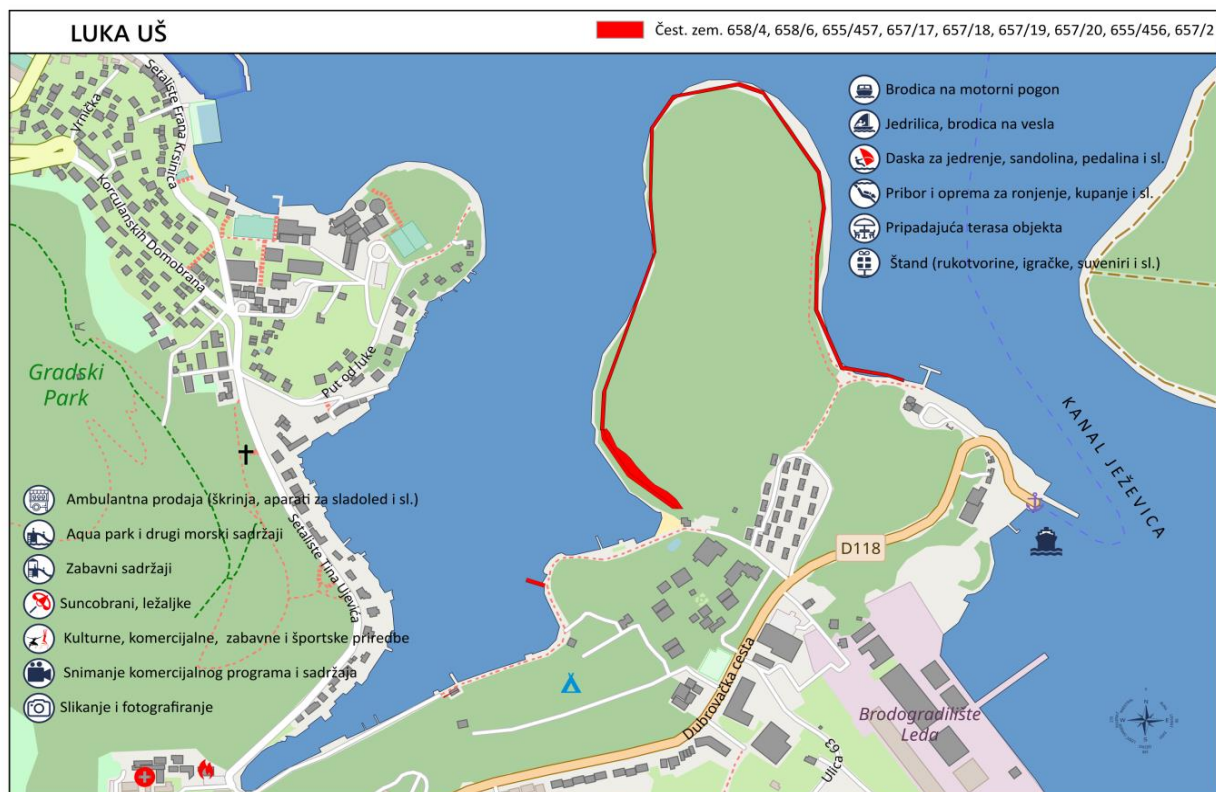 LUKA UŠ
Čest. zem. 658/4, 658/6, 655/457, 657/17, 657/18, 657/19, 657/20, 655/456, 657/2
Brodica na motorni pogon
Jedrilica, brodica na vesla
Daska za jedrenje, sandolina, pedalina i sl.
Pribor i oprema za ronjenje, kupanje i sl.
Pripadajuća terasa objekta
Štand (rukotvorine, igračke, suveniri i sl.)
Vrnička
Šetalište Frana Kršinića
Korčulanskih Domobrana
Put od luke
Gradski
Park
Šetalište Tina Ujevića
Ambulantna prodaja (škrinja, aparati za sladoled i sl.)
Aqua park i drugi morski sadržaji
Zabavni sadržaji
Suncobrani, ležaljke
Kulturne, komercijalne, zabavne i športske priredbe
Snimanje komercijalnog programa i sadržaja
Slikanje i fotografiranje
KANAL JEŽEVICA
D118
Dubrovačka cesta
Ulica 63
Brodogradilište
Leda